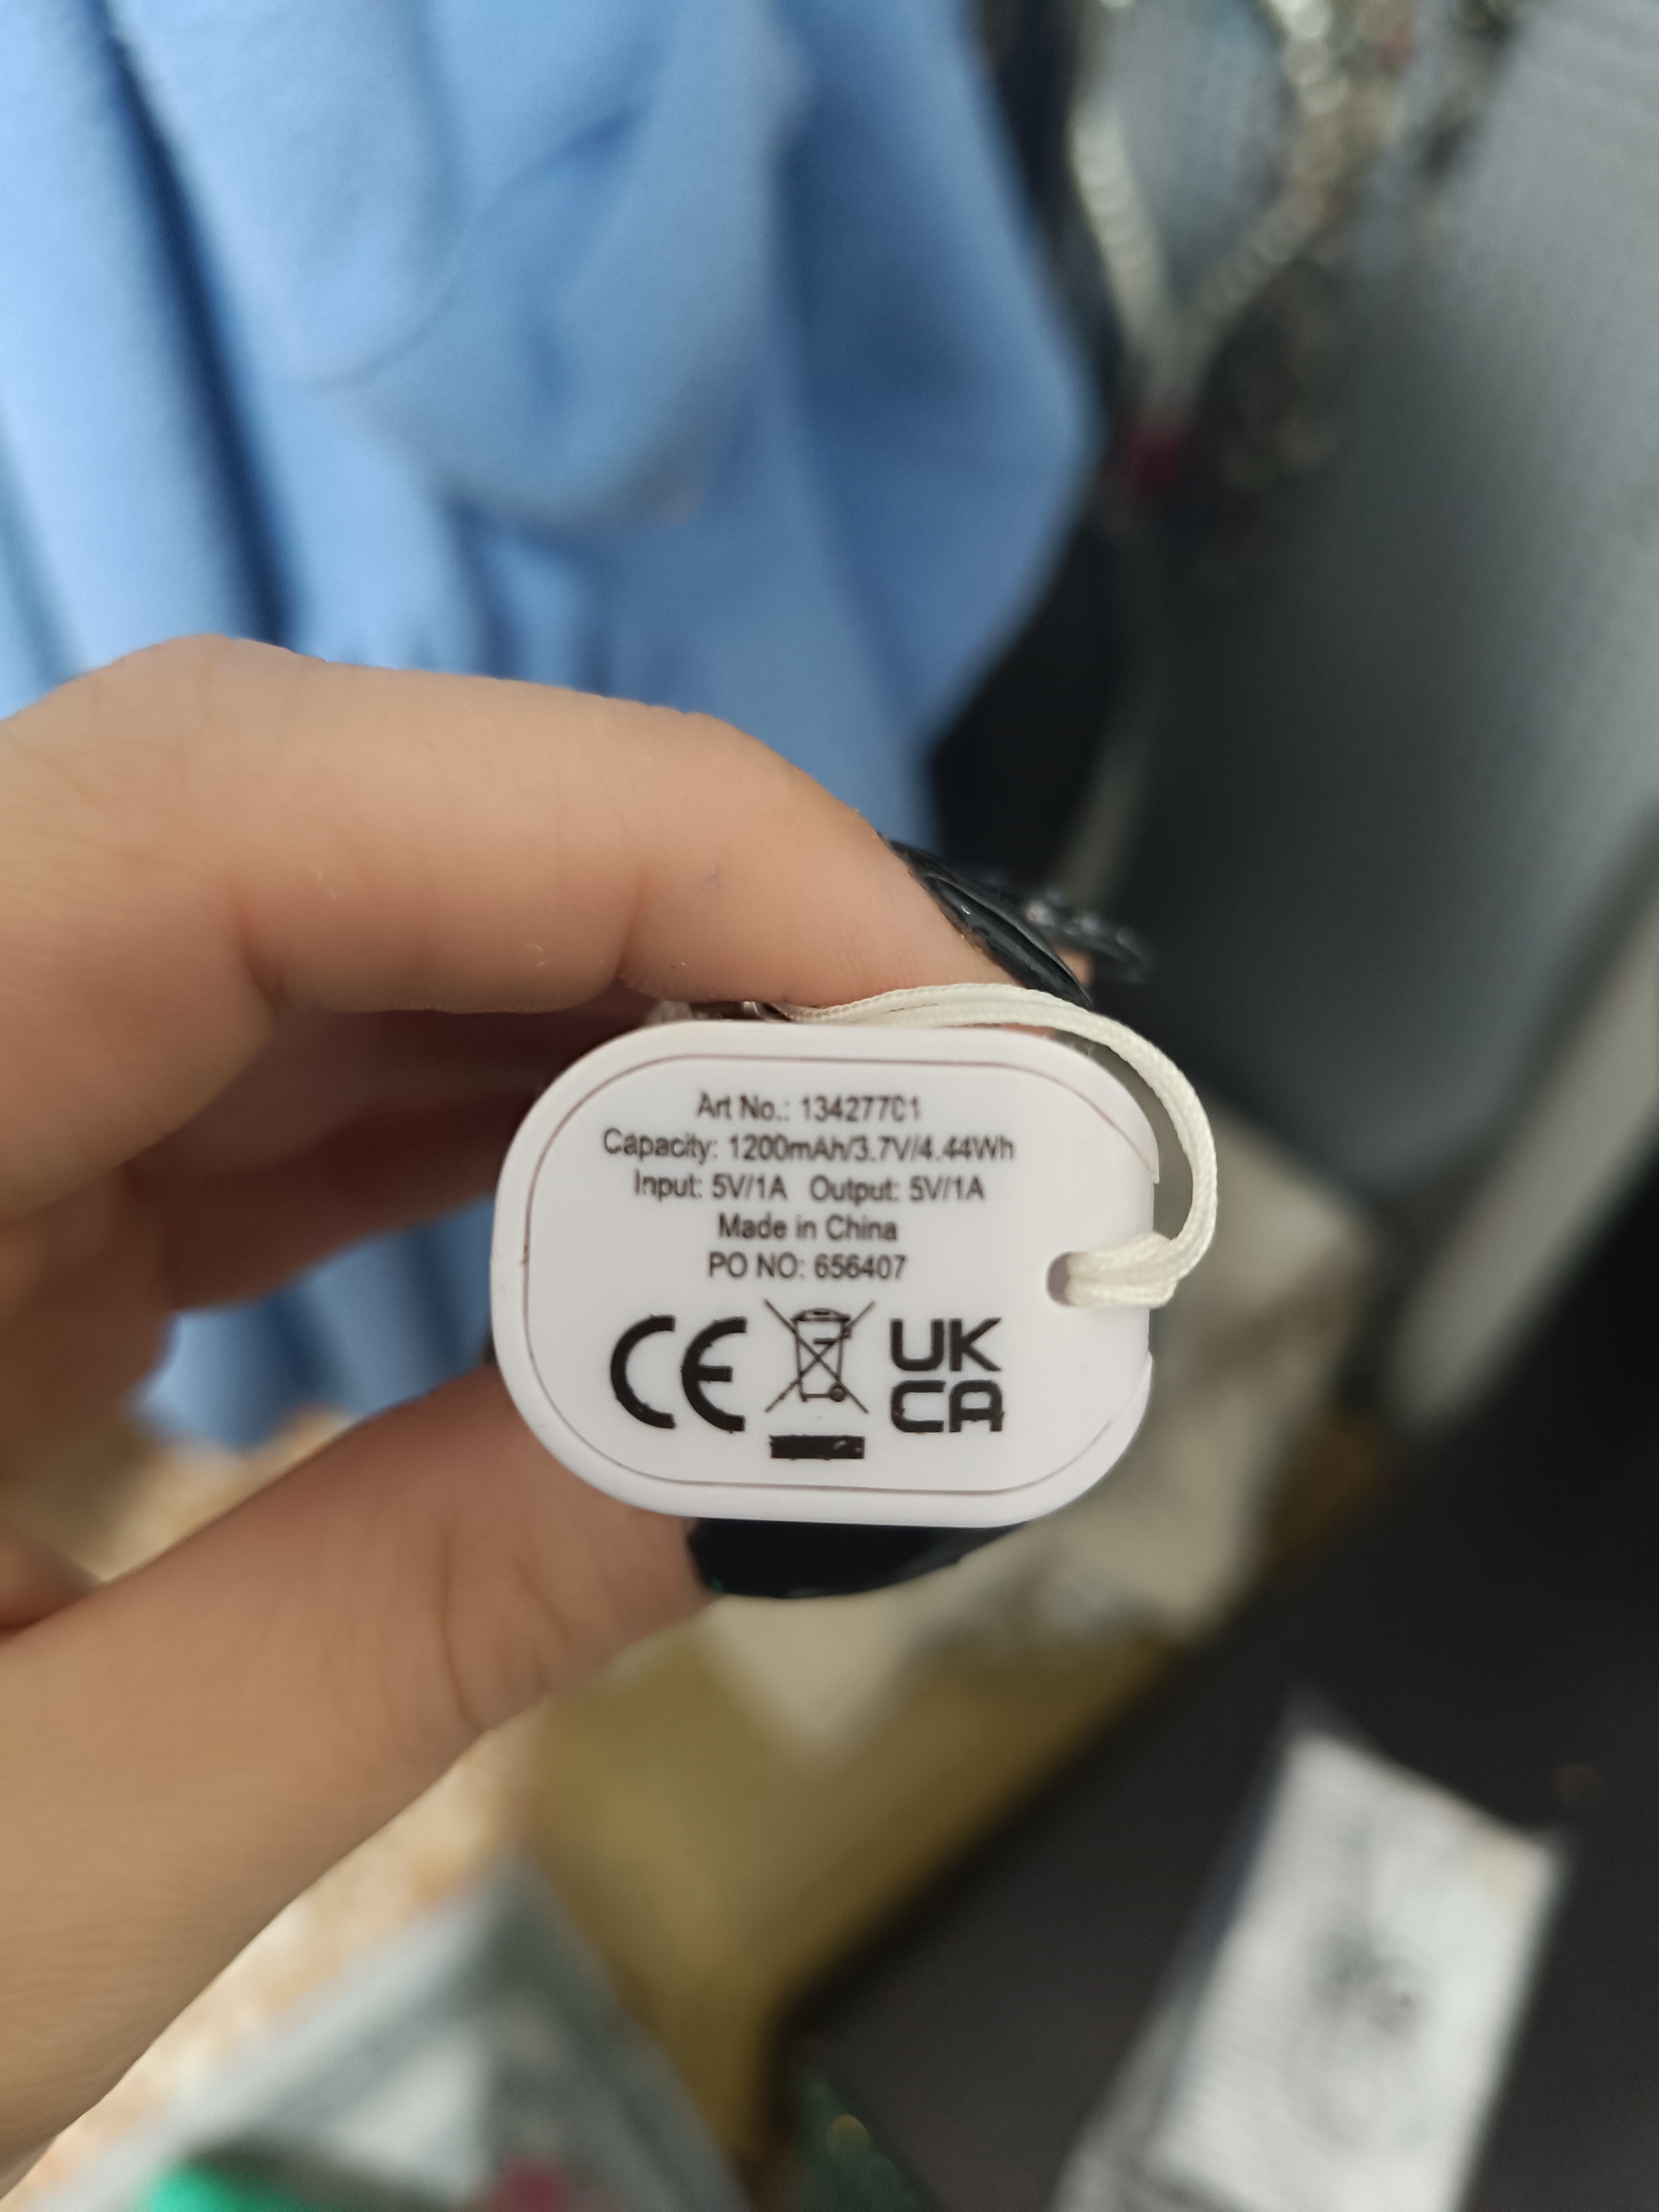 Art No.: 13427701
Capacity: 1200mAh/3.7V/4.44Wh
Input: 5V/1A Output: 5V/1A
Made in China
PO NO: 656407
CE UK
CA